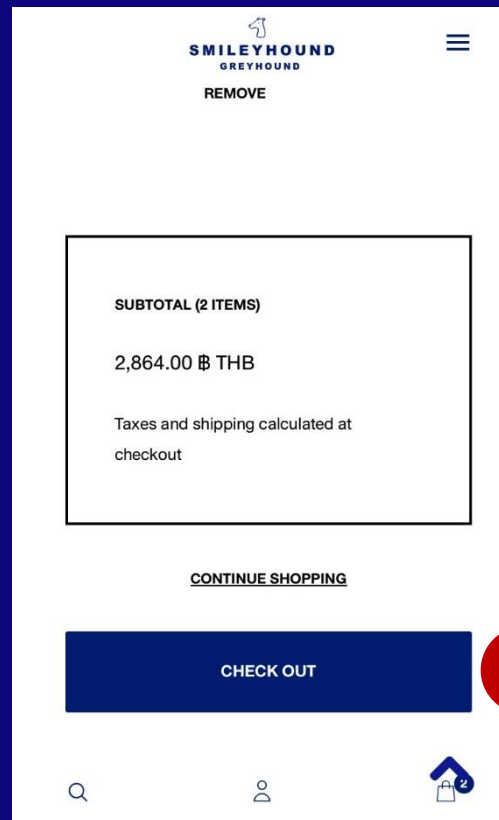 SMILEYHOUND
GREYHOUND
REMOVE
SUBTOTAL (2 ITEMS)
2,864.00 ฿ THB
Taxes and shipping calculated at
checkout
CONTINUE SHOPPING
CHECK OUT
2